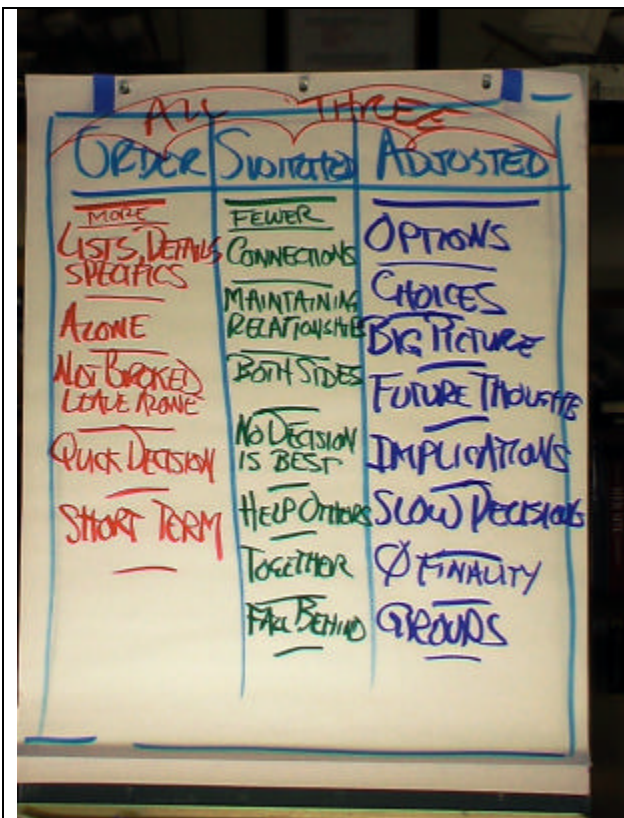 ALL THREE
ORDER
MORE
LISTS, DETAILS
SPECIFICS
ALONE
NOT BROKED
LEAVE ALONE
QUICK DECISION
SHORT TERM
FEWER
CONNECTIONS
MAINTAINING
RELATIONSHIPS
BOTH SIDES
NO DECISION
IS BEST
HELP OTHERS
TOGETHER
FALL BEHIND
ADJUSTED
OPTIONS
CHOICES
BIG PICTURE
FUTURE THOUGHTS
IMPLICATIONS
SLOW DECISIONS
Ø FINALITY
GROUPS